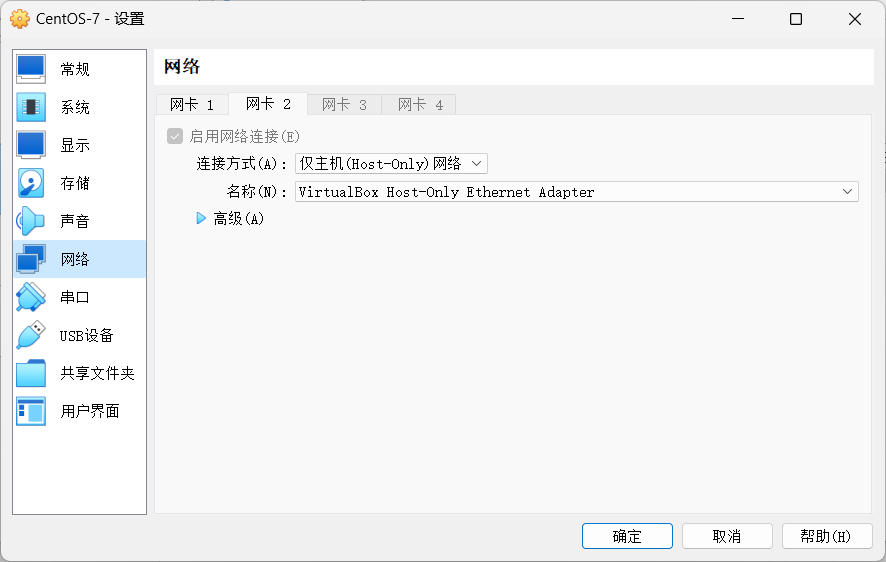 CentOS-7 - 设置
常规
系统
显示
存储
声音
网络
串口
USB设备
共享文件夹
用户界面
网络
网卡 1 网卡 2 网卡 3 网卡 4
启用网络连接(E)
连接方式(A): 仅主机(Host-Only)网络
名称(N): VirtualBox Host-Only Ethernet Adapter
高级(A)
确定 取消 帮助(H)